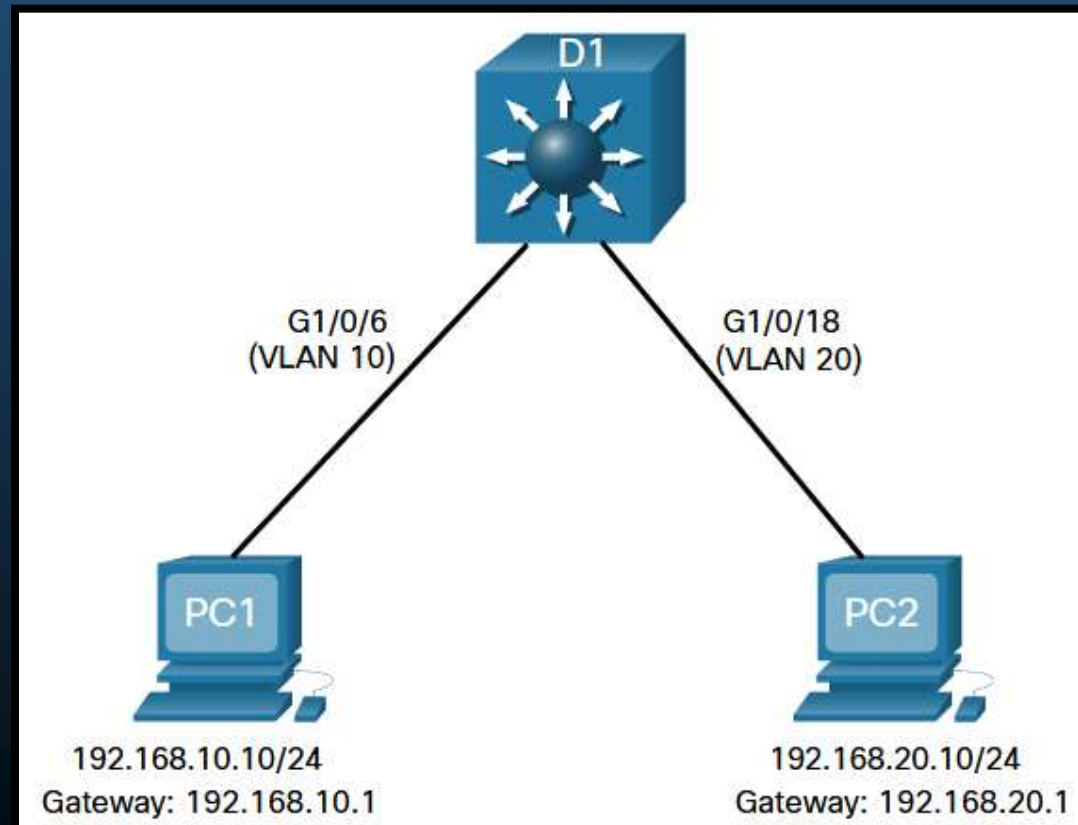 D1
G1/0/6
(VLAN 10)
G1/0/18
(VLAN 20)
PC1
PC2
192.168.10.10/24
Gateway: 192.168.10.1
192.168.20.10/24
Gateway: 192.168.20.1